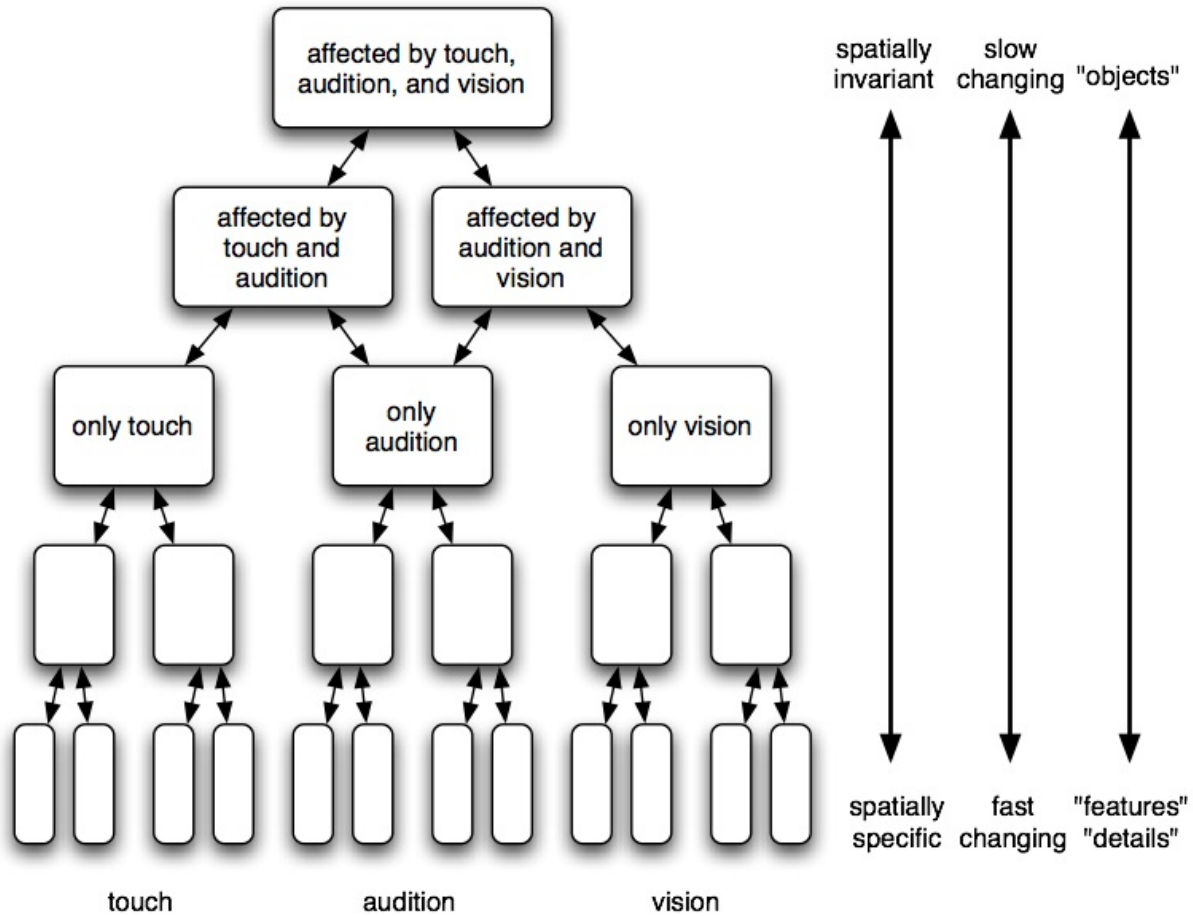 affected by touch,
audition, and vision
spatially
invariant
slow
changing
"objects"
affected by
touch and
audition
affected by
audition and
vision
only touch
only
audition
only vision
spatially
specific
fast
changing
"features"
"details"
touch
audition
vision